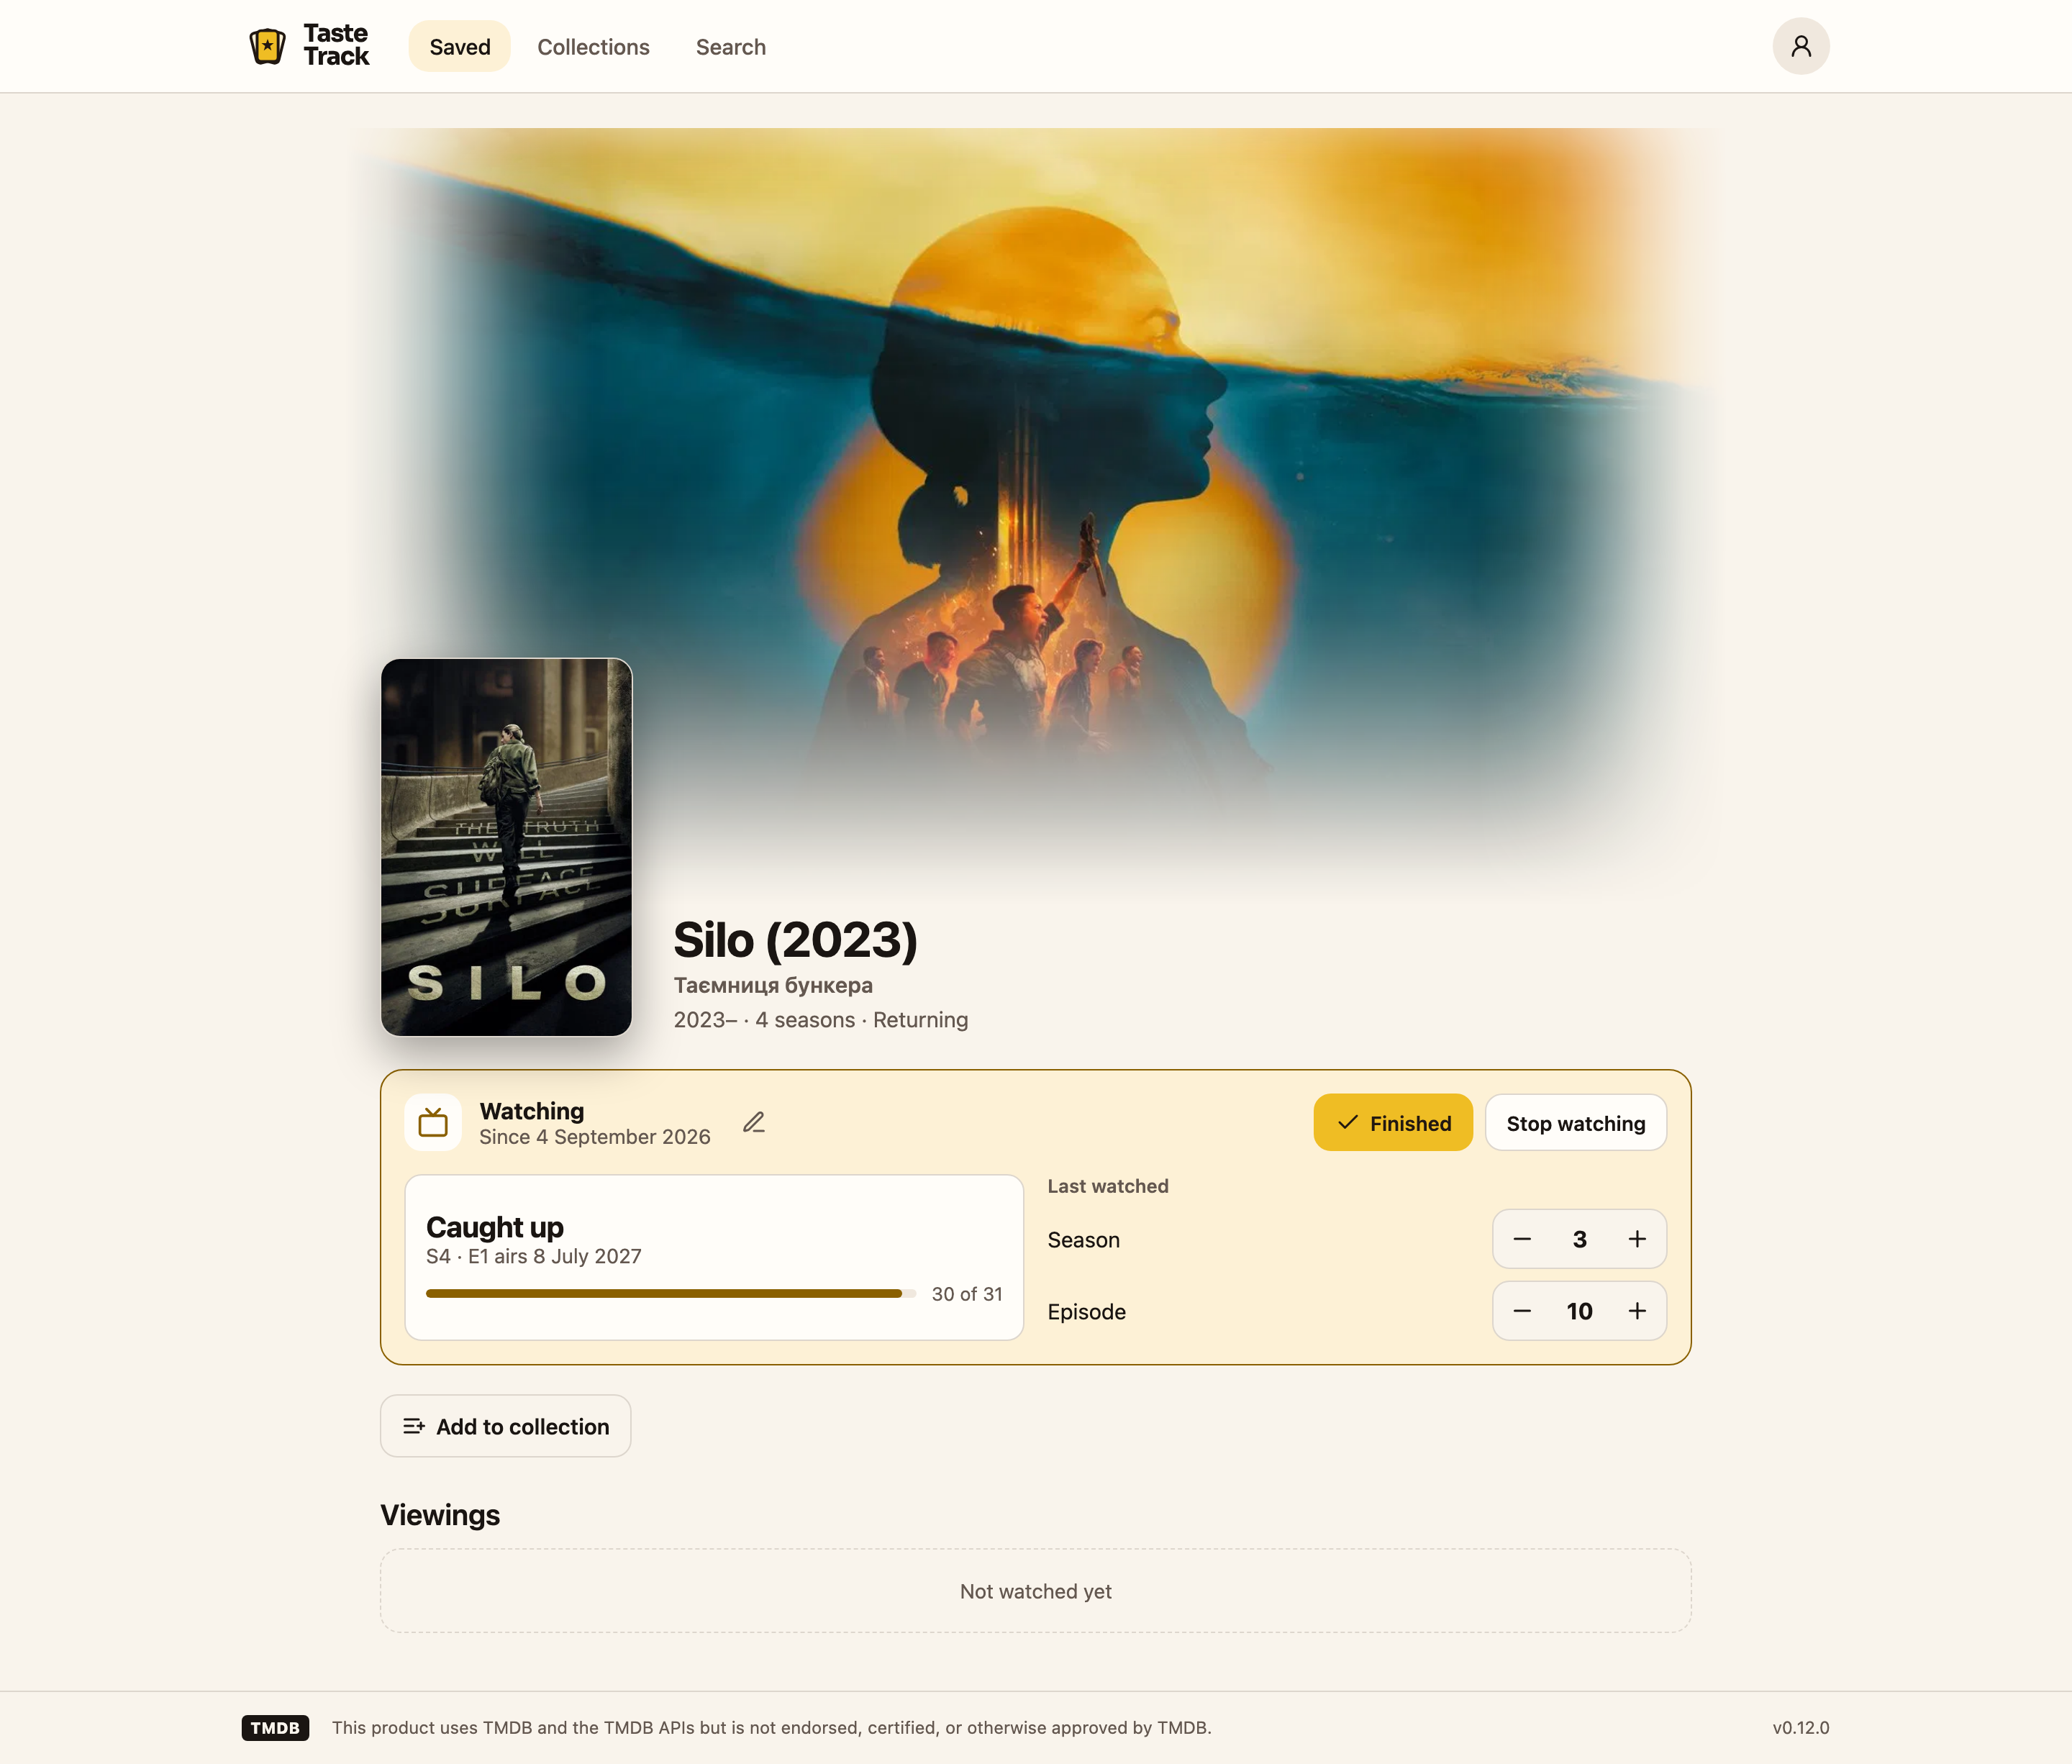 Taste
Track
Saved
Collections
Search
THE TRUTH
WILL
SURFACE
SURFACE
SILO
Silo (2023)
Таємниця бункера
2023– · 4 seasons · Returning
Watching
Since 4 September 2026
Finished
Stop watching
Caught up
S4 · E1 airs 8 July 2027
30 of 31
Last watched
Season
3
Episode
10
Add to collection
Viewings
Not watched yet
TMDB
This product uses TMDB and the TMDB APIs but is not endorsed, certified, or otherwise approved by TMDB.
v0.12.0